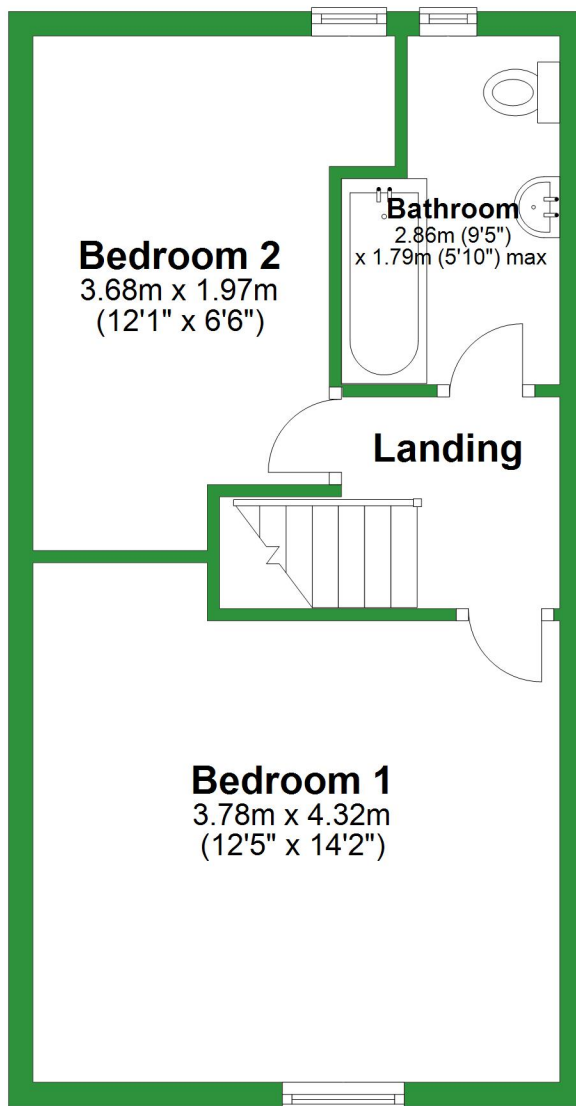 Bathroom
2.86m (9'5")
x 1.79m (5'10") max
Bedroom 2
3.68m x 1.97m
(12'1" x 6'6")
Landing
Bedroom 1
3.78m x 4.32m
(12'5" x 14'2")